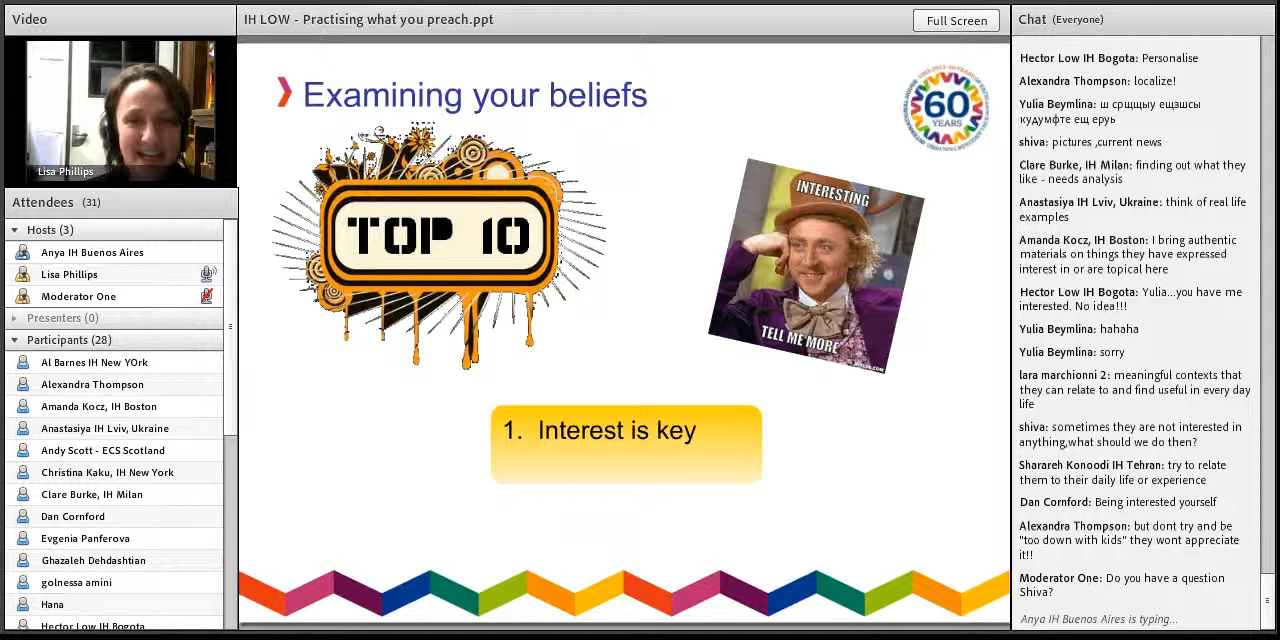 Video
Lisa Phillips
Attendees (31)
Hosts (3)
Anya IH Buenos Aires
Lisa Phillips
Moderator One
Presenters (0)
Participants (28)
Al Barnes IH New YOrk
Alexandra Thompson
Amanda Kocz, IH Boston
Anastasiya IH Lviv, Ukraine
Andy Scott - ECS Scotland
Christina Kaku, IH New York
Clare Burke, IH Milan
Dan Cornford
Evgenia Panferova
Ghazaleh Dehdashtian
golnessa amini
Hana
Hector Low IH Bogota
IH LOW - Practising what you preach.ppt
Full Screen
Examining your beliefs
60
YEARS
TOP 10
INTERESTING
TELL ME MORE
1. Interest is key
Chat (Everyone)
Hector Low IH Bogota: Personalise
Alexandra Thompson: localize!
Yulia Beymlina: ш срщщыу ещзшсы
кудумфте ещ еруь
shiva: pictures ,current news
Clare Burke, IH Milan: finding out what they
like - needs analysis
Anastasiya IH Lviv, Ukraine: think of real life
examples
Amanda Kocz, IH Boston: I bring authentic
materials on things they have expressed
interest in or are topical here
Hector Low IH Bogota: Yulia...you have me
interested. No idea!!!
Yulia Beymlina: hahaha
Yulia Beymlina: sorry
lara marchionni 2: meaningful contexts that
they can relate to and find useful in every day
life
shiva: sometimes they are not interested in
anything,what should we do then?
Sharareh Konoodi IH Tehran: try to relate
them to their daily life or experience
Dan Cornford: Being interested yourself
Alexandra Thompson: but dont try and be
"too down with kids" they wont appreciate
it!!
Moderator One: Do you have a question
Shiva?
Anya IH Buenos Aires is typing...